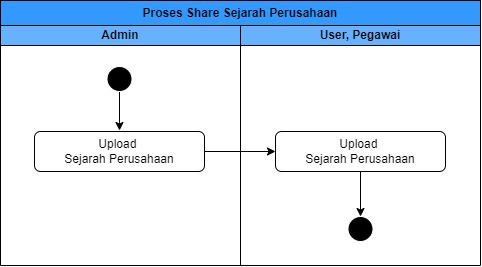 Proses Share Sejarah Perusahaan
Admin
User, Pegawai
Upload
Sejarah Perusahaan
Upload
Sejarah Perusahaan